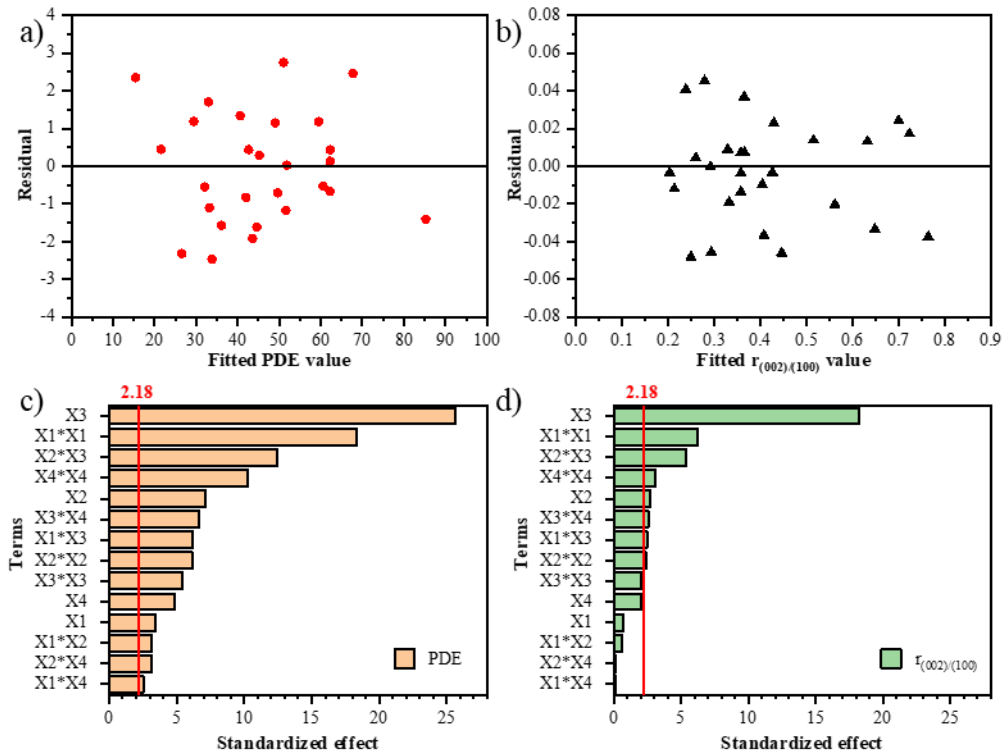 a)
4
3
2
1
0
-1
-2
-3
-4
Residual
0 10 20 30 40 50 60 70 80 90 100
Fitted PDE value
b)
0.08
0.06
0.04
0.02
0.00
-0.02
-0.04
-0.06
-0.08
Residual
0.0 0.1 0.2 0.3 0.4 0.5 0.6 0.7 0.8 0.9
Fitted r(002)/(100) value
c)
2.18
X3
X1*X1
X2*X3
X4*X4
X2
X3*X4
X1*X3
X2*X2
X3*X3
X4
X1
X1*X2
X2*X4
X1*X4
Terms
PDE
0 5 10 15 20 25
Standardized effect
d)
2.18
X3
X1*X1
X2*X3
X4*X4
X2
X3*X4
X1*X3
X2*X2
X3*X3
X4
X1
X1*X2
X2*X4
X1*X4
Terms
r(002)/(100)
0 5 10 15 20 25
Standardized effect